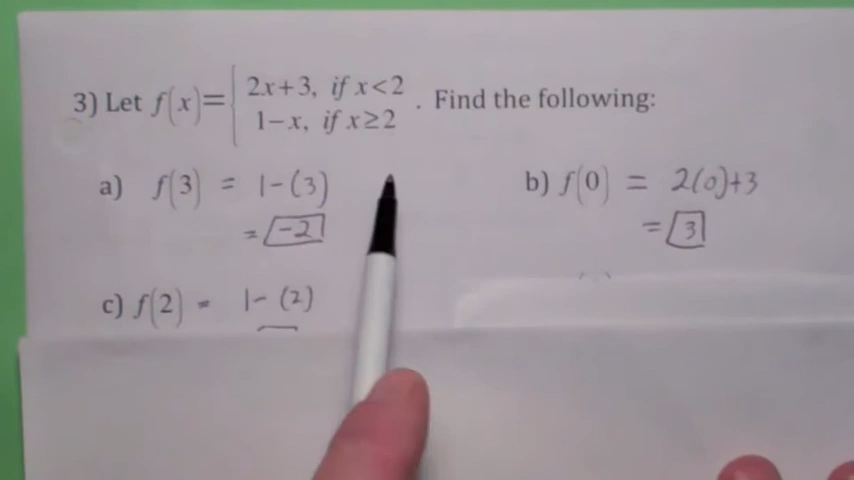 3) Let f(x)= { 2x+3, if x<2
1-x, if x≥2 . Find the following:
a) f(3) = 1-(3)
= -2
b) f(0) = 2(0)+3
= 3
c) f(2) = 1-(2)